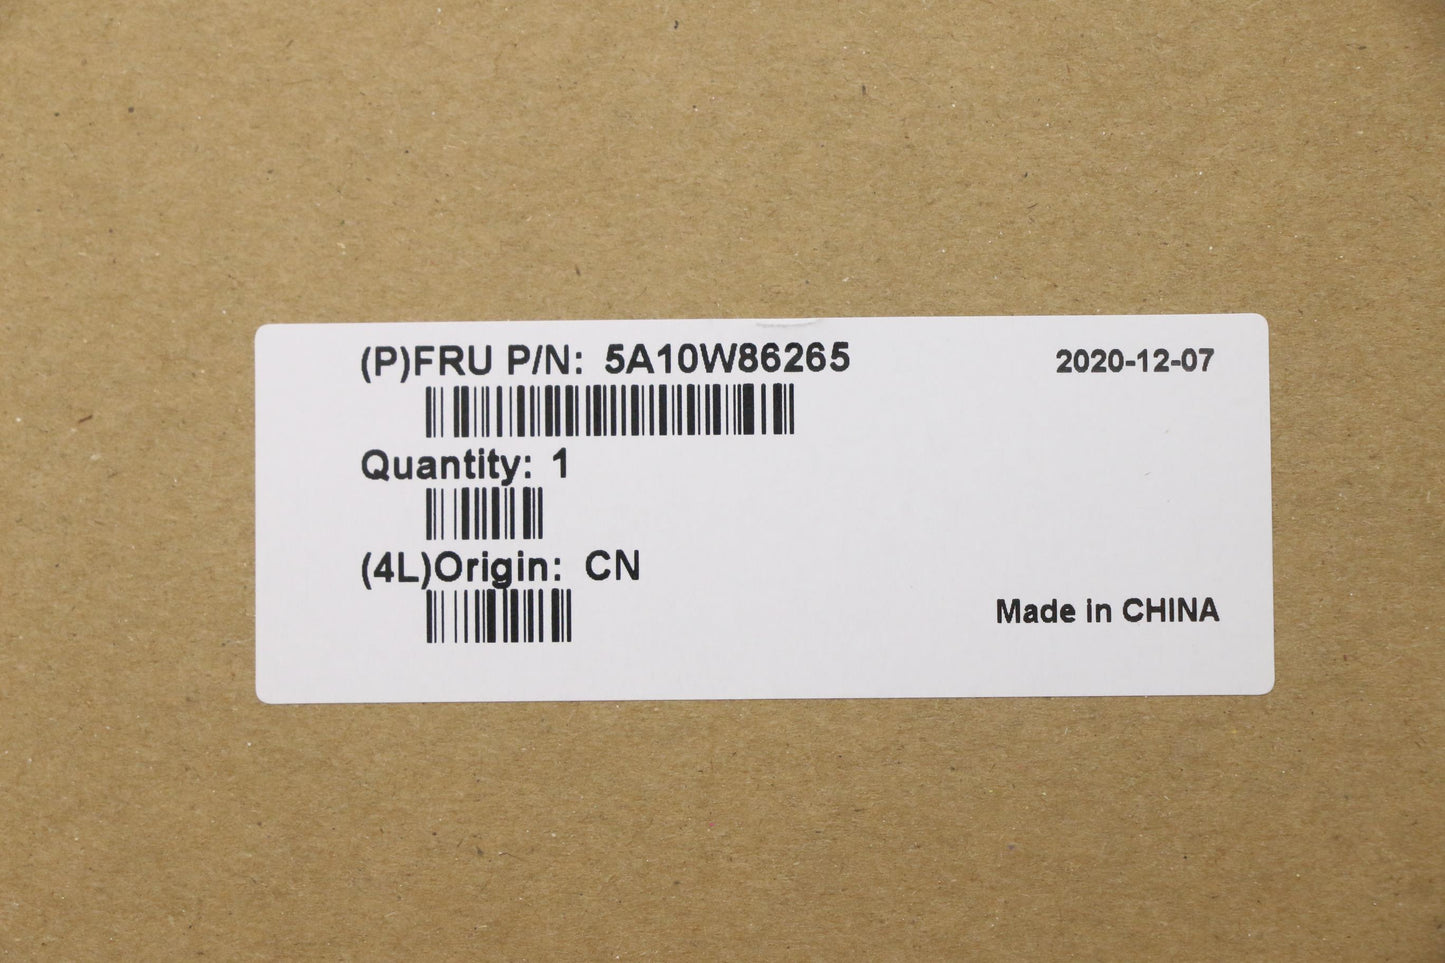 (P)FRU P/N: 5A10W86265
2020-12-07
Quantity: 1
(4L)Origin: CN
Made in CHINA